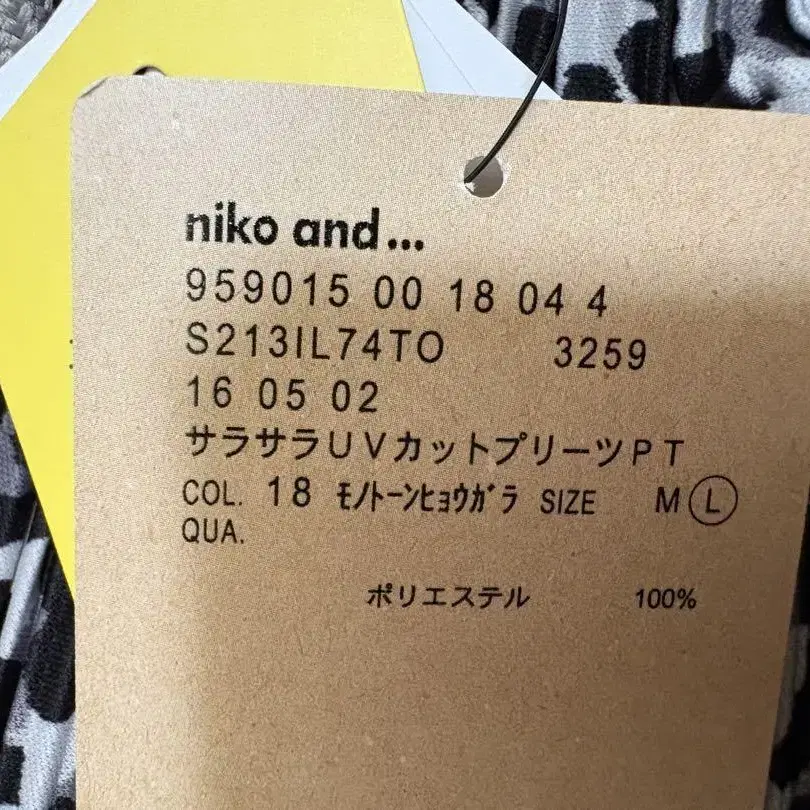 niko and...
959015 00 18 04 4
S213IL74TO 3259
16 05 02
サラサラUVカットプリーツPT
COL. 18 ﾓﾉﾄｰﾝﾋｮｳｶﾞﾗ SIZE M L
QUA.
ポリエステル 100%